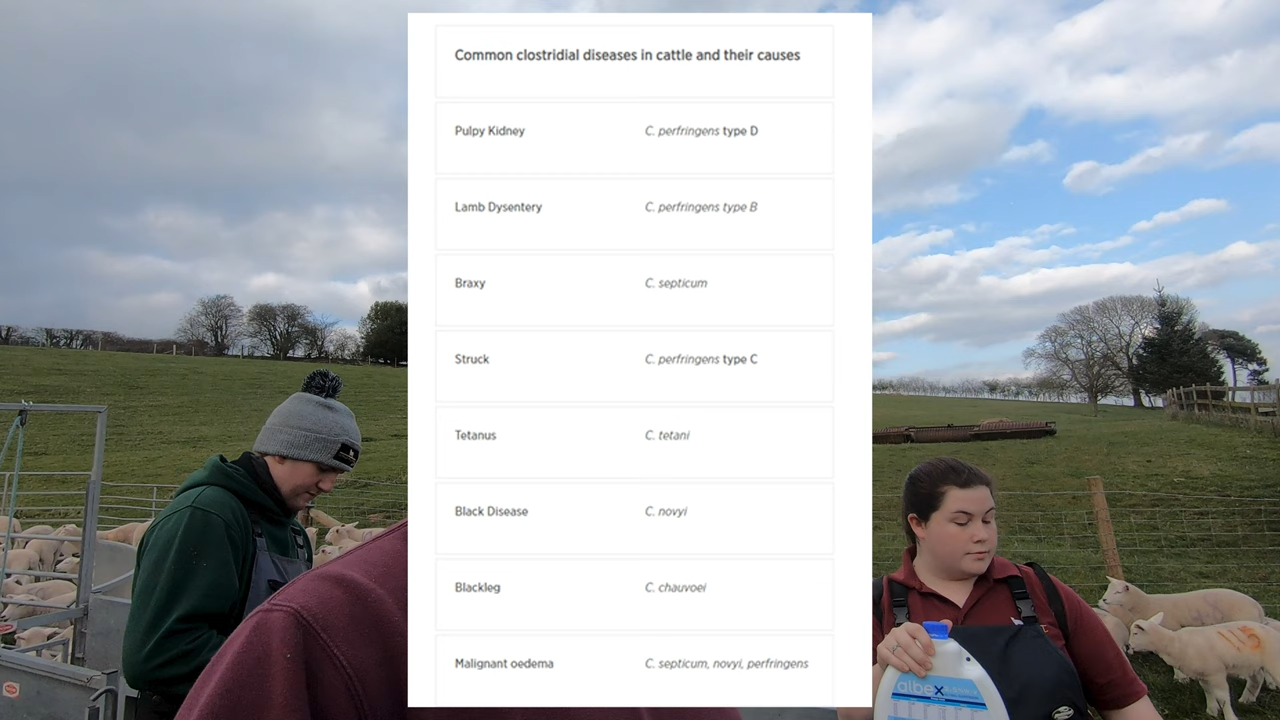 Common clostridial diseases in cattle and their causes
Pulpy Kidney C. perfringens type D
Lamb Dysentery C. perfringens type B
Braxy C. septicum
Struck C. perfringens type C
Tetanus C. tetani
Black Disease C. novyi
Blackleg C. chauvoei
Malignant oedema C. septicum, novyi, perfringens
albex